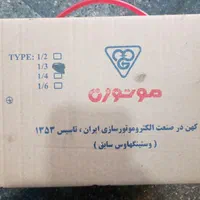 TYPE: 1/2
1/3
1/4
1/6
موتوژن
کهن در صنعت الکتروموتورسازی ایران ، تاسیس ۱۳۵۳
( وستینگهاوس سابق )